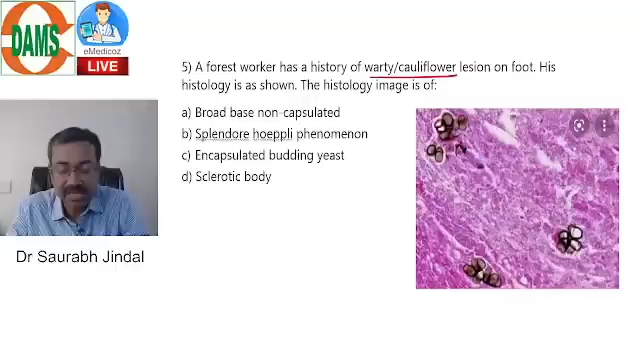 DAMS
eMedicoz
LIVE
5) A forest worker has a history of warty/cauliflower lesion on foot. His
histology is as shown. The histology image is of:
a) Broad base non-capsulated
b) Splendore hoeppli phenomenon
c) Encapsulated budding yeast
d) Sclerotic body
Dr Saurabh Jindal